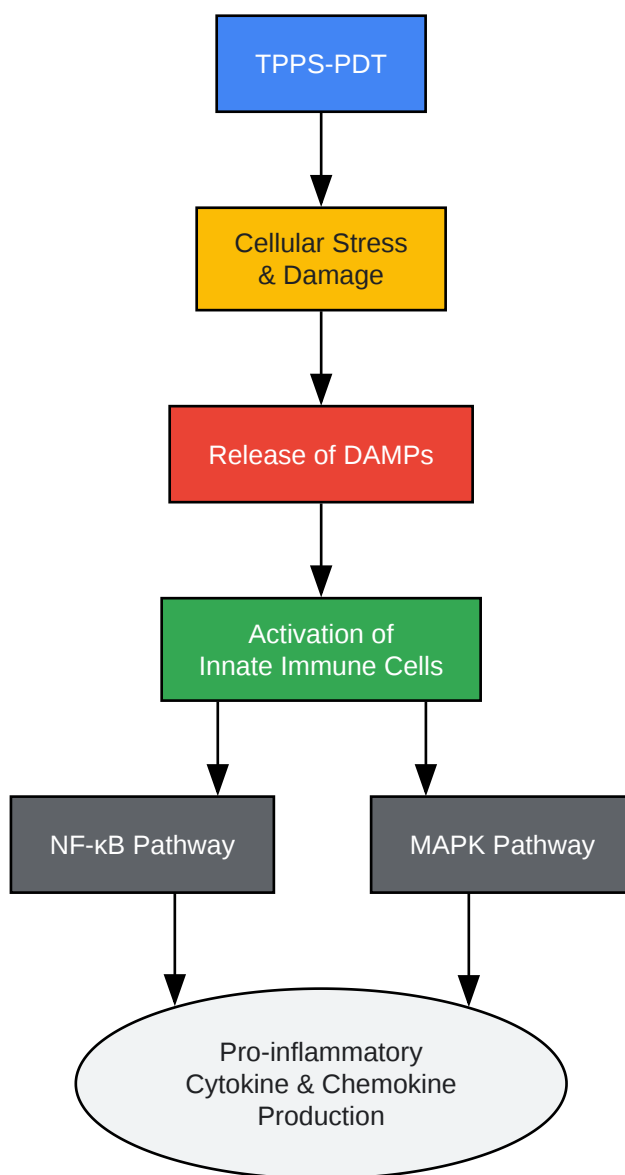 TPPS-PDT
Cellular Stress
& Damage
Release of DAMPs
Activation of
Innate Immune Cells
NF-κB Pathway
MAPK Pathway
Pro-inflammatory
Cytokine & Chemokine
Production